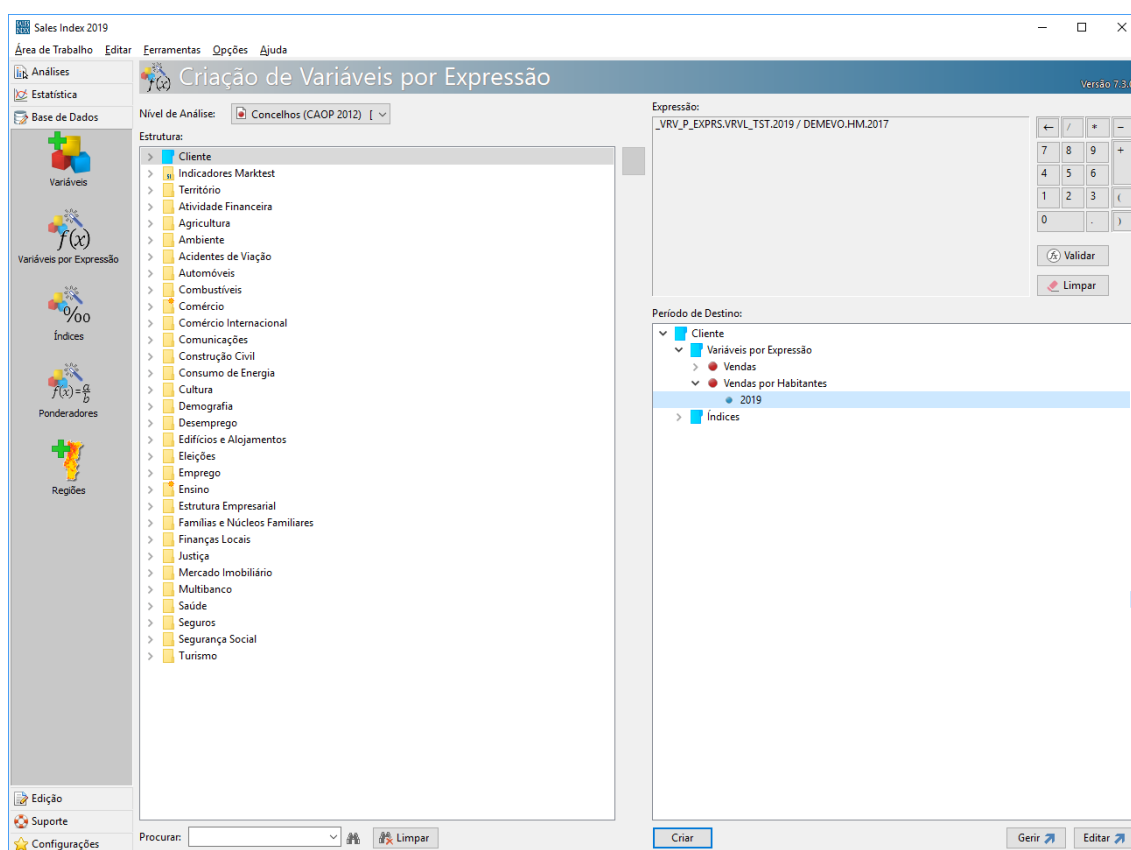 Sales Index 2019
Área de Trabalho Editar Ferramentas Opções Ajuda
Análises
Estatística
Base de Dados
Variáveis
f(x)
Variáveis por Expressão
%oo
Índices
f(x)=a/b
Ponderadores
Regiões
Edição
Suporte
Configurações
f(x) Criação de Variáveis por Expressão
Versão 7.3.
Nível de Análise: Concelhos (CAOP 2012) [
Estrutura:
Cliente
Indicadores Marktest
Território
Atividade Financeira
Agricultura
Ambiente
Acidentes de Viação
Automóveis
Combustíveis
Comércio
Comércio Internacional
Comunicações
Construção Civil
Consumo de Energia
Cultura
Demografia
Desemprego
Edifícios e Alojamentos
Eleições
Emprego
Ensino
Estrutura Empresarial
Famílias e Núcleos Familiares
Finanças Locais
Justiça
Mercado Imobiliário
Multibanco
Saúde
Seguros
Segurança Social
Turismo
Procurar: Limpar
Expressão:
_VRV_P_EXPRS.VRVL_TST.2019 / DEMEVO.HM.2017
← / * −
7 8 9 +
4 5 6
1 2 3 (
0 . )
fx Validar
Limpar
Período de Destino:
Cliente
Variáveis por Expressão
Vendas
Vendas por Habitantes
2019
Índices
Criar Gerir Editar